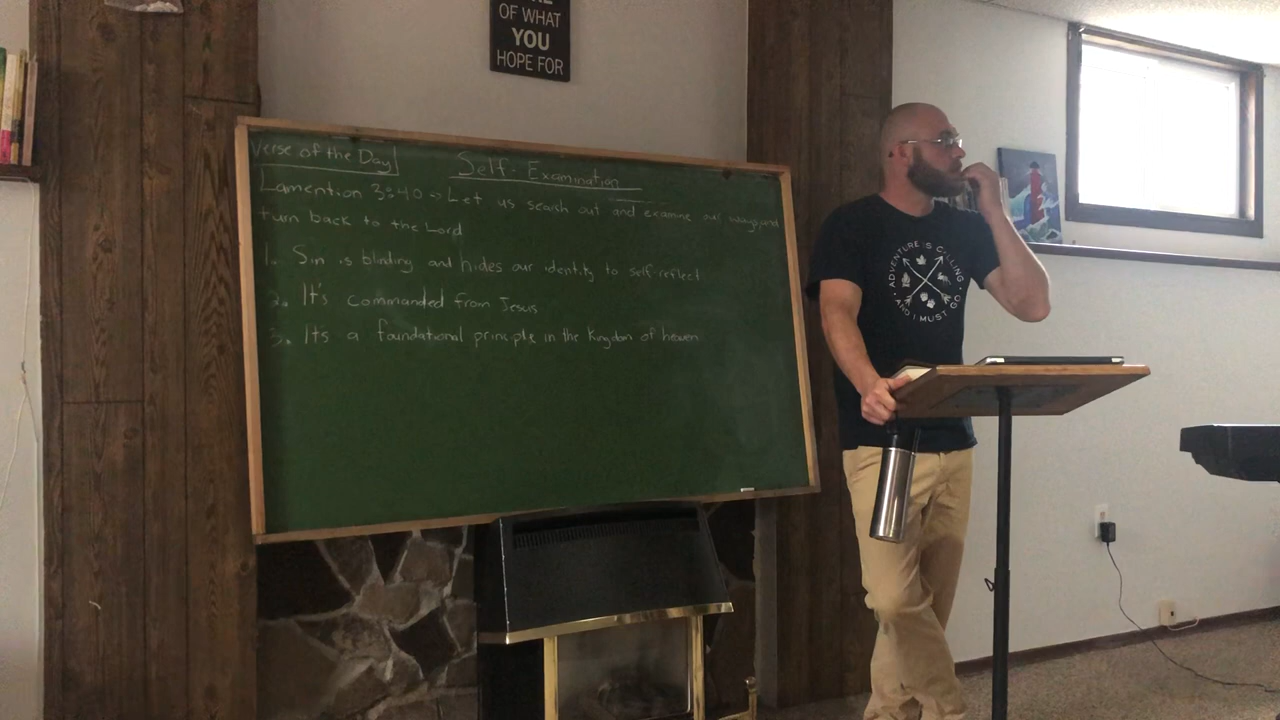 OF WHAT
YOU
HOPE FOR
Verse of the Day
Self-Examination
Lamention 3:40 → Let us search out and examine our ways, and
turn back to the Lord
1. Sin is blinding and hides our identity to self-reflect
2. It's commanded from Jesus
3. Its a foundational principle in the Kingdom of heaven
ADVENTURE IS CALLING
AND I MUST GO